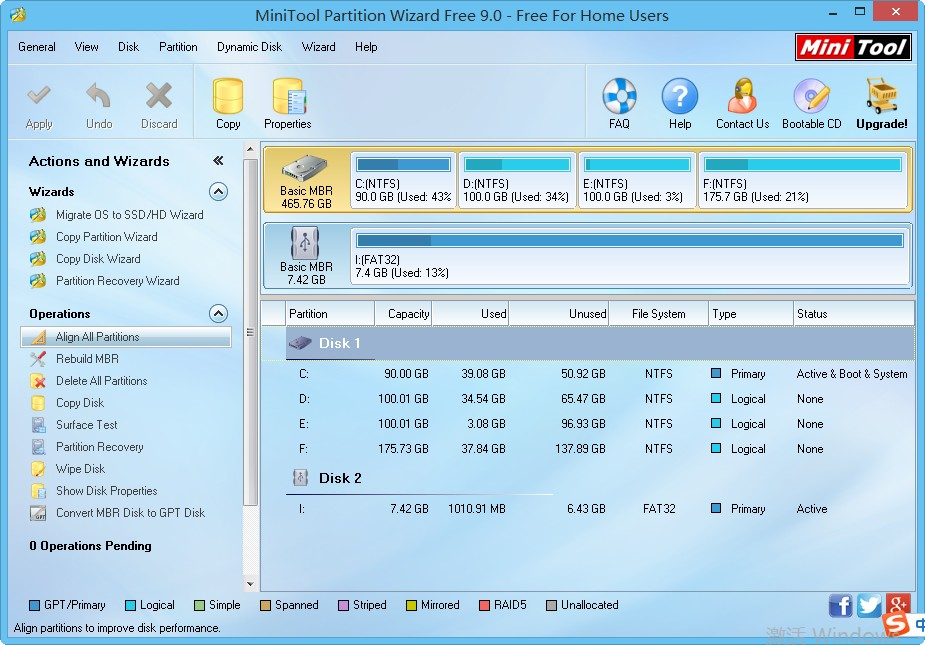 MiniTool Partition Wizard Free 9.0 - Free For Home Users
General View Disk Partition Dynamic Disk Wizard Help
Mini Tool
Apply Undo Discard Copy Properties FAQ Help Contact Us Bootable CD Upgrade!
Actions and Wizards
Wizards
Migrate OS to SSD/HD Wizard
Copy Partition Wizard
Copy Disk Wizard
Partition Recovery Wizard
Operations
Align All Partitions
Rebuild MBR
Delete All Partitions
Copy Disk
Surface Test
Partition Recovery
Wipe Disk
Show Disk Properties
Convert MBR Disk to GPT Disk
0 Operations Pending
Basic MBR
465.76 GB
C:(NTFS)
90.0 GB (Used: 43%
D:(NTFS)
100.0 GB (Used: 34%)
E:(NTFS)
100.0 GB (Used: 3%)
F:(NTFS)
175.7 GB (Used: 21%)
Basic MBR
7.42 GB
I:(FAT32)
7.4 GB (Used: 13%)
Partition Capacity Used Unused File System Type Status
Disk 1
C: 90.00 GB 39.08 GB 50.92 GB NTFS Primary Active & Boot & System
D: 100.01 GB 34.54 GB 65.47 GB NTFS Logical None
E: 100.01 GB 3.08 GB 96.93 GB NTFS Logical None
F: 175.73 GB 37.84 GB 137.89 GB NTFS Logical None
Disk 2
I: 7.42 GB 1010.91 MB 6.43 GB FAT32 Primary Active
GPT/Primary Logical Simple Spanned Striped Mirrored RAID5 Unallocated
Align partitions to improve disk performance.
激活 Windows
中